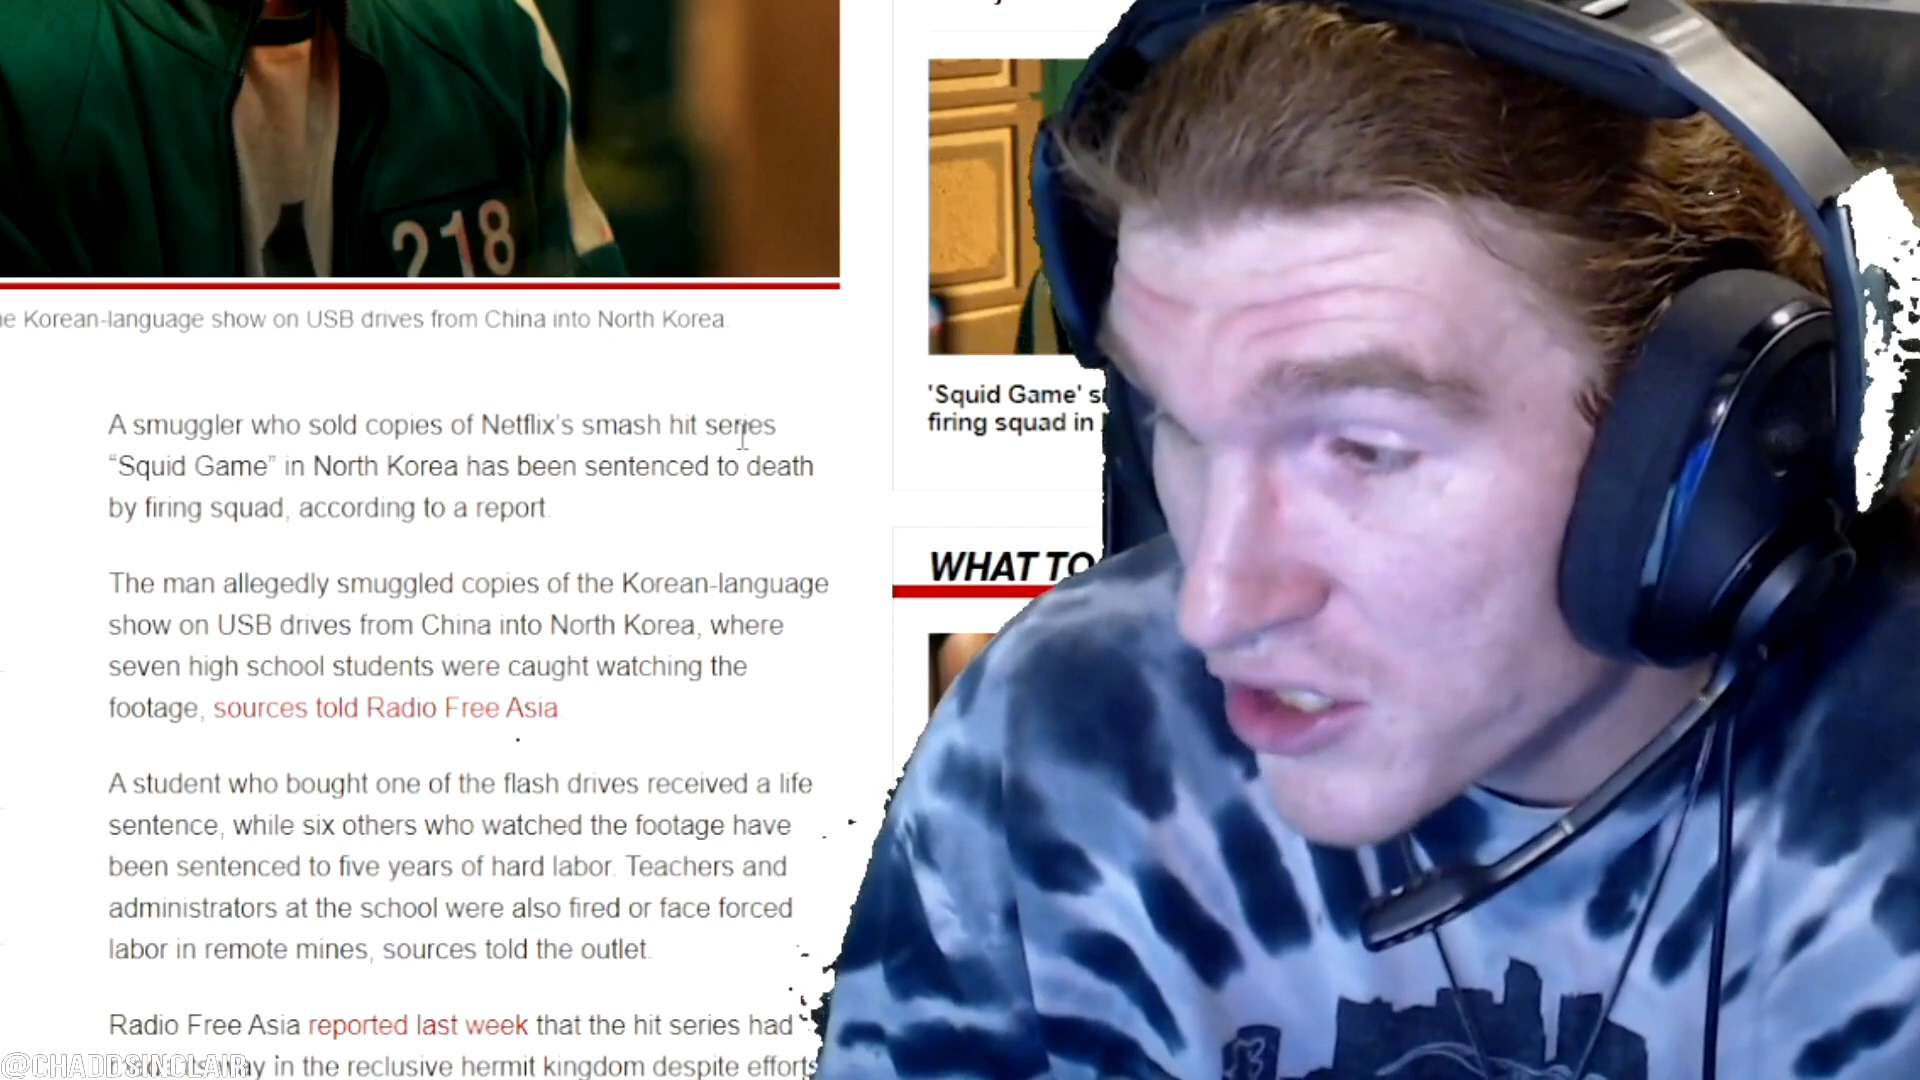 218
he Korean-language show on USB drives from China into North Korea.
A smuggler who sold copies of Netflix's smash hit series
“Squid Game” in North Korea has been sentenced to death
by firing squad, according to a report.
The man allegedly smuggled copies of the Korean-language
show on USB drives from China into North Korea, where
seven high school students were caught watching the
footage, sources told Radio Free Asia.
A student who bought one of the flash drives received a life
sentence, while six others who watched the footage have
been sentenced to five years of hard labor. Teachers and
administrators at the school were also fired or face forced
labor in remote mines, sources told the outlet.
Radio Free Asia reported last week that the hit series had
way in the reclusive hermit kingdom despite efforts
'Squid Game' s
firing squad in
WHAT TO
@CHADDSINCLAIR